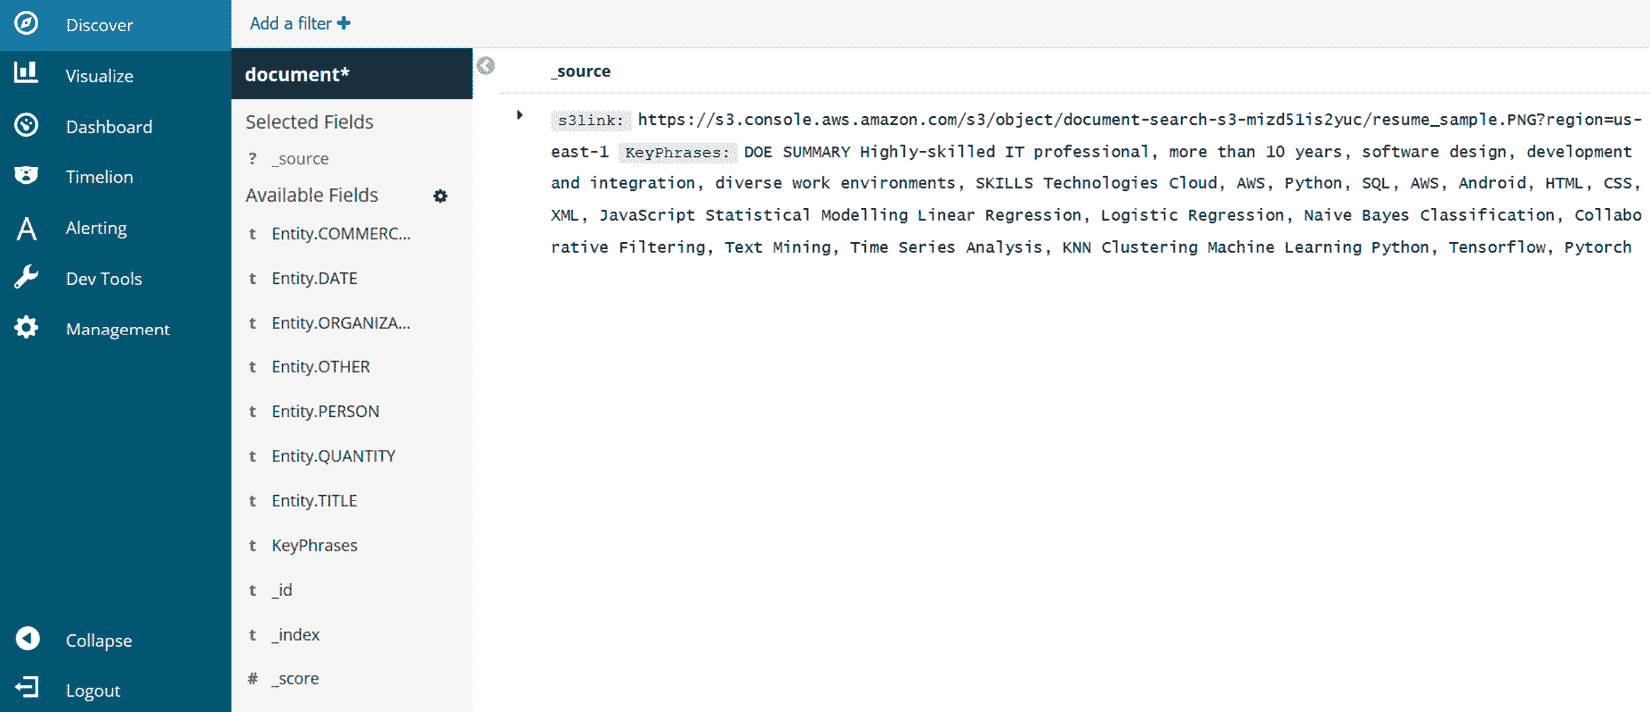 Discover
Visualize
Dashboard
Timelion
Alerting
Dev Tools
Management
Collapse
Logout
Add a filter +
document*
Selected Fields
? _source
Available Fields
t Entity.COMMERC...
t Entity.DATE
t Entity.ORGANIZA...
t Entity.OTHER
t Entity.PERSON
t Entity.QUANTITY
t Entity.TITLE
t KeyPhrases
t _id
t _index
# _score
_source
s3link: https://s3.console.aws.amazon.com/s3/object/document-search-s3-mizd51is2yuc/resume_sample.PNG?region=us-
east-1 KeyPhrases: DOE SUMMARY Highly-skilled IT professional, more than 10 years, software design, development
and integration, diverse work environments, SKILLS Technologies Cloud, AWS, Python, SQL, AWS, Android, HTML, CSS,
XML, JavaScript Statistical Modelling Linear Regression, Logistic Regression, Naive Bayes Classification, Collabo
rative Filtering, Text Mining, Time Series Analysis, KNN Clustering Machine Learning Python, Tensorflow, Pytorch